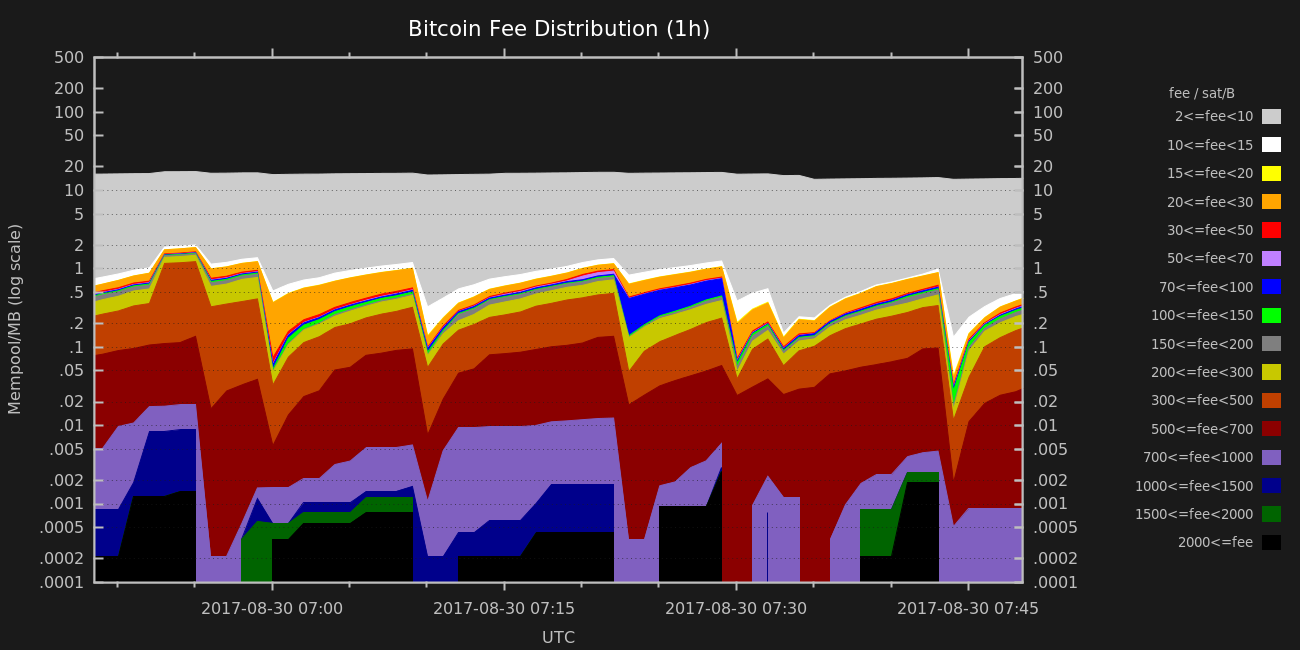 Bitcoin Fee Distribution (1h)
Mempool/MB (log scale)
500
200
100
50
20
10
5
2
1
.5
.2
.1
.05
.02
.01
.005
.002
.001
.0005
.0002
.0001
500
200
100
50
20
10
5
2
1
.5
.2
.1
.05
.02
.01
.005
.002
.001
.0005
.0002
.0001
2017-08-30 07:00
2017-08-30 07:15
2017-08-30 07:30
2017-08-30 07:45
UTC
fee / sat/B
2<=fee<10
10<=fee<15
15<=fee<20
20<=fee<30
30<=fee<50
50<=fee<70
70<=fee<100
100<=fee<150
150<=fee<200
200<=fee<300
300<=fee<500
500<=fee<700
700<=fee<1000
1000<=fee<1500
1500<=fee<2000
2000<=fee